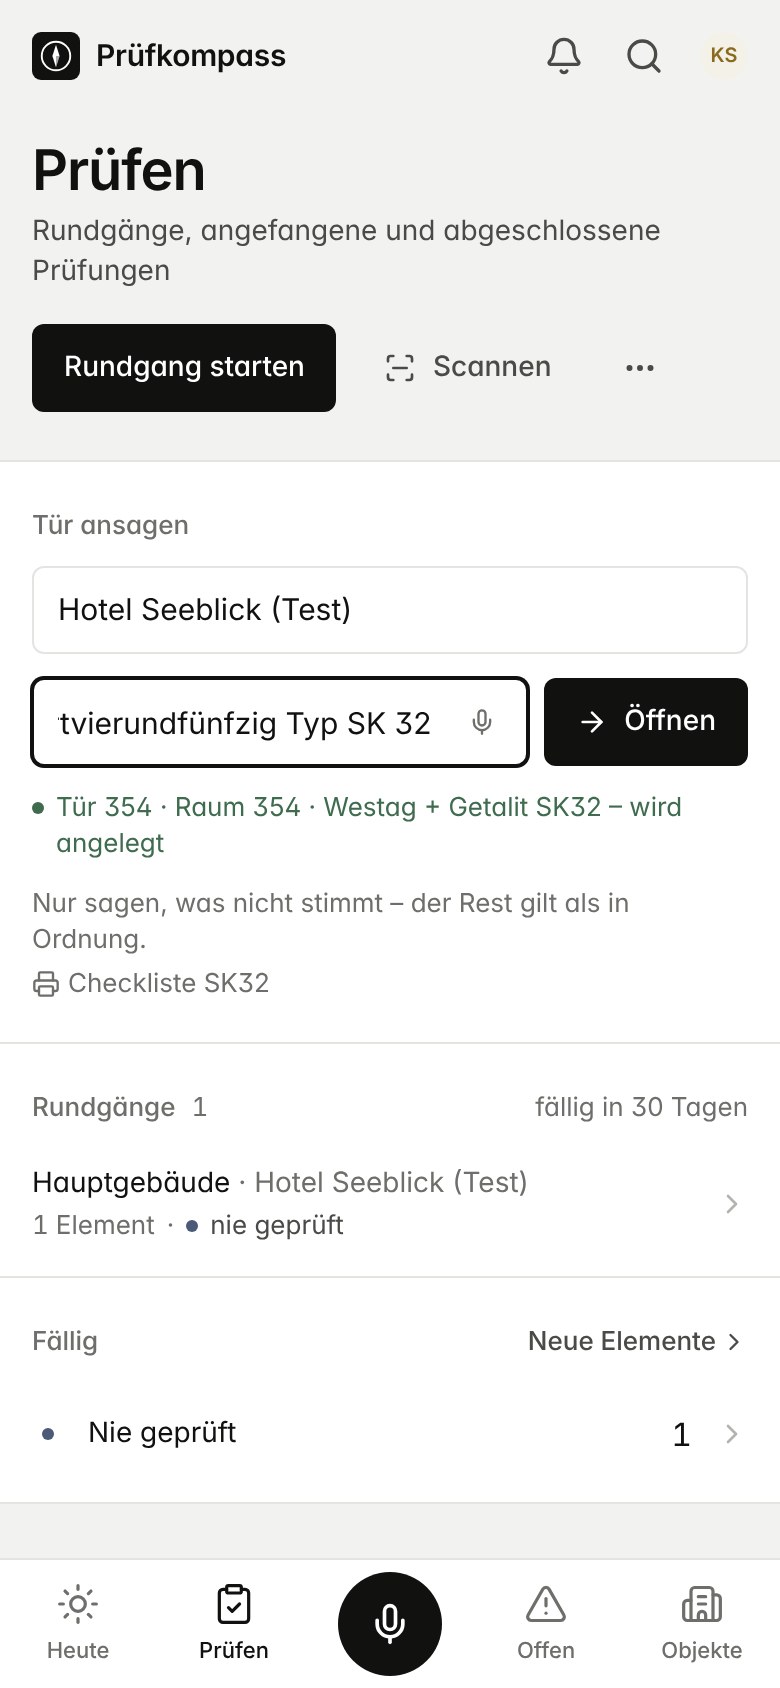 Prüfkompass
KS
Prüfen
Rundgänge, angefangene und abgeschlossene
Prüfungen
Rundgang starten
Scannen
Tür ansagen
Hotel Seeblick (Test)
tvierundfünfzig Typ SK 32
Öffnen
Tür 354 · Raum 354 · Westag + Getalit SK32 – wird
angelegt
Nur sagen, was nicht stimmt – der Rest gilt als in
Ordnung.
Checkliste SK32
Rundgänge 1
fällig in 30 Tagen
Hauptgebäude · Hotel Seeblick (Test)
1 Element · nie geprüft
Fällig
Neue Elemente
Nie geprüft
1
Heute
Prüfen
Offen
Objekte